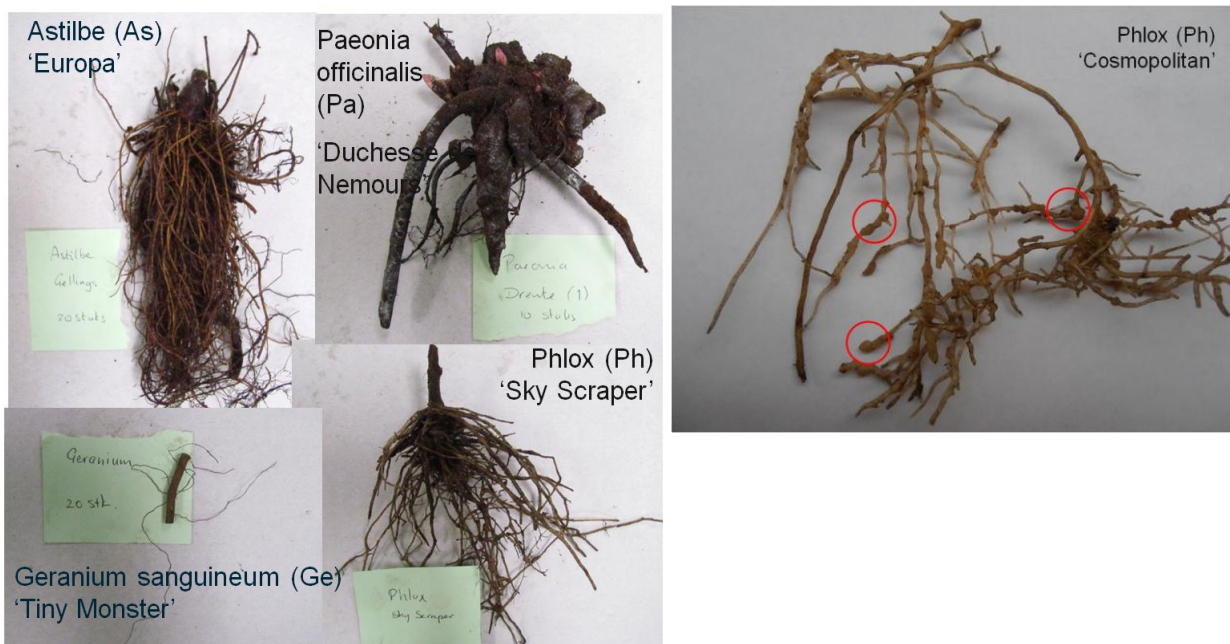 Astilbe (As)
‘Europa’
Astilbe
Gellings
20 stuks
Paeonia
officinalis
(Pa)
‘Duchesse de
Nemours’
Paeonia
Drente (1)
10 stuks
Phlox (Ph)
‘Cosmopolitan’
Phlox (Ph)
‘Sky Scraper’
Geranium
20 stk.
Geranium sanguineum (Ge)
‘Tiny Monster’
Phlox
Sky Scraper